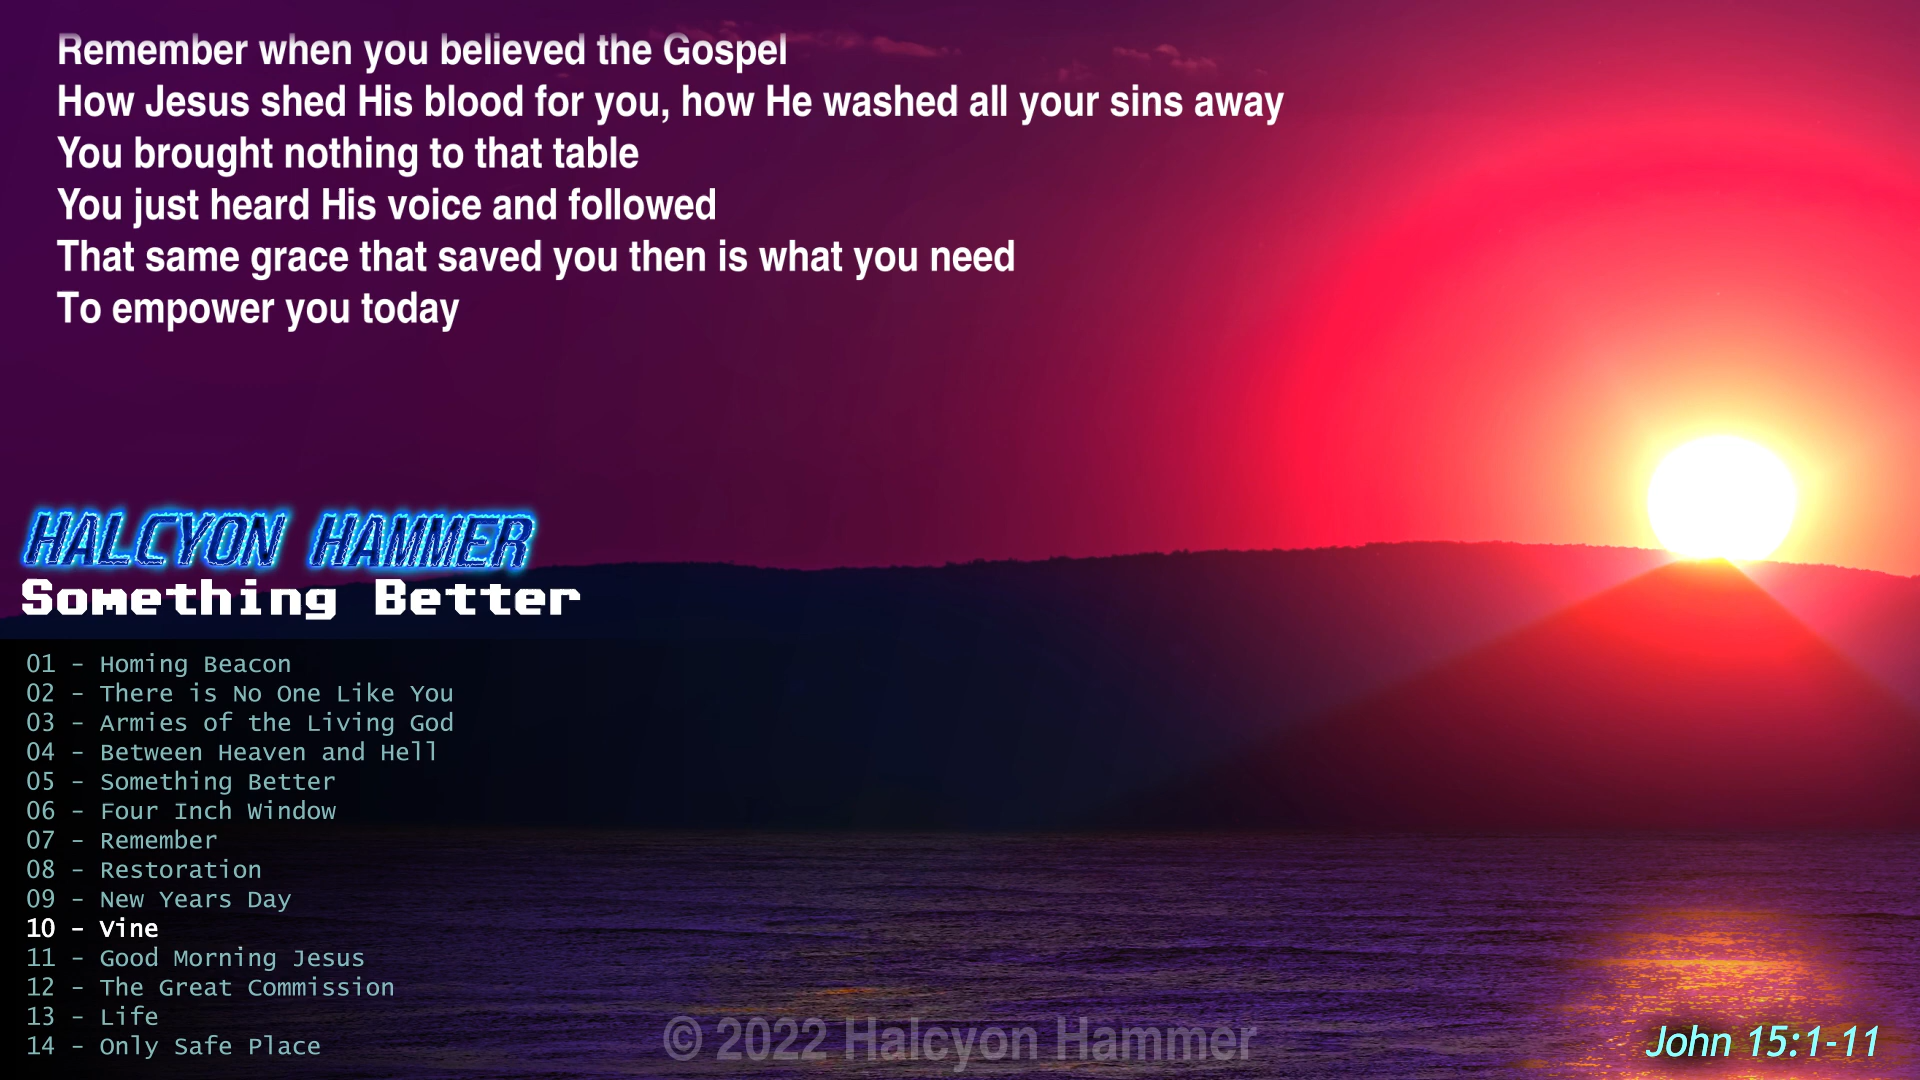 Remember when you believed the Gospel
How Jesus shed His blood for you, how He washed all your sins away
You brought nothing to that table
You just heard His voice and followed
That same grace that saved you then is what you need
To empower you today
HALCYON HAMMER
Something Better
01 - Homing Beacon
02 - There is No One Like You
03 - Armies of the Living God
04 - Between Heaven and Hell
05 - Something Better
06 - Four Inch Window
07 - Remember
08 - Restoration
09 - New Years Day
10 - Vine
11 - Good Morning Jesus
12 - The Great Commission
13 - Life
14 - Only Safe Place
© 2022 Halcyon Hammer
John 15:1-11